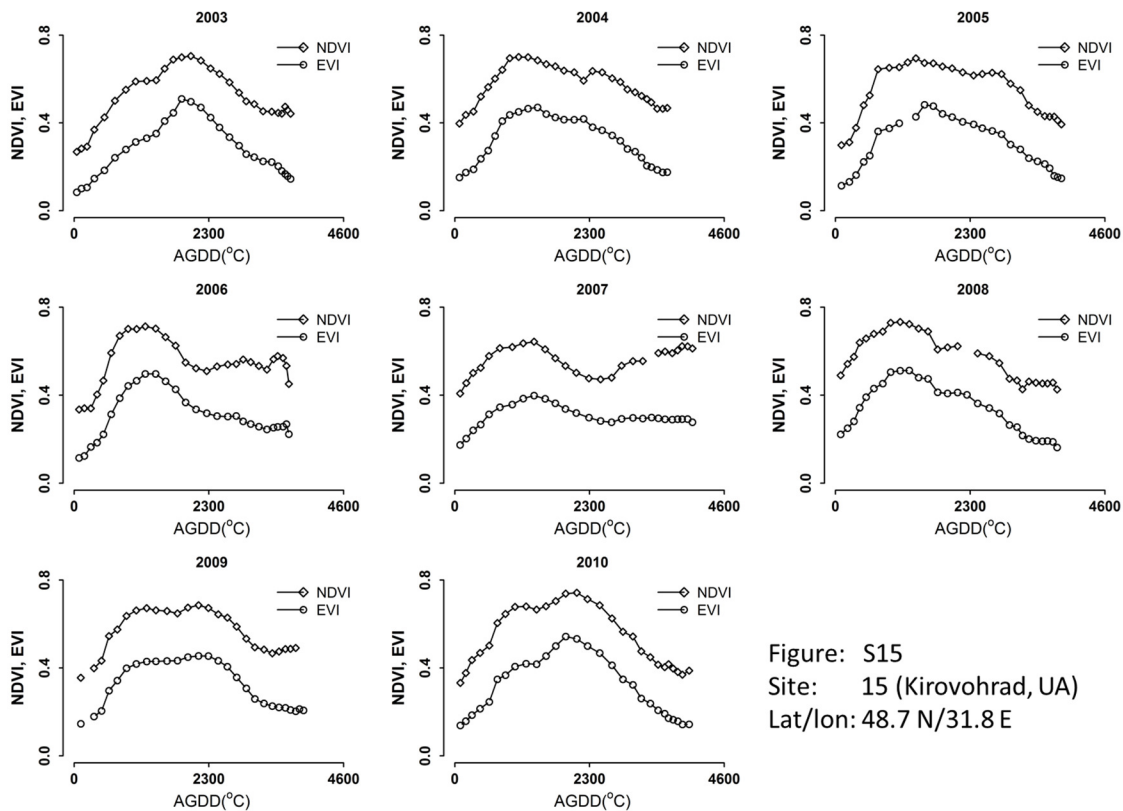 2003
2004
2005
NDVI, EVI
0.0 0.4 0.8
NDVI
EVI
0 2300 4600
AGDD(°C)
NDVI, EVI
0.0 0.4 0.8
NDVI
EVI
0 2300 4600
AGDD(°C)
NDVI, EVI
0.0 0.4 0.8
NDVI
EVI
0 2300 4600
AGDD(°C)
2006
2007
2008
NDVI, EVI
0.0 0.4 0.8
NDVI
EVI
0 2300 4600
AGDD(°C)
NDVI, EVI
0.0 0.4 0.8
NDVI
EVI
0 2300 4600
AGDD(°C)
NDVI, EVI
0.0 0.4 0.8
NDVI
EVI
0 2300 4600
AGDD(°C)
2009
2010
NDVI, EVI
0.0 0.4 0.8
NDVI
EVI
0 2300 4600
AGDD(°C)
NDVI, EVI
0.0 0.4 0.8
NDVI
EVI
0 2300 4600
AGDD(°C)
Figure: S15
Site: 15 (Kirovohrad, UA)
Lat/lon: 48.7 N/31.8 E